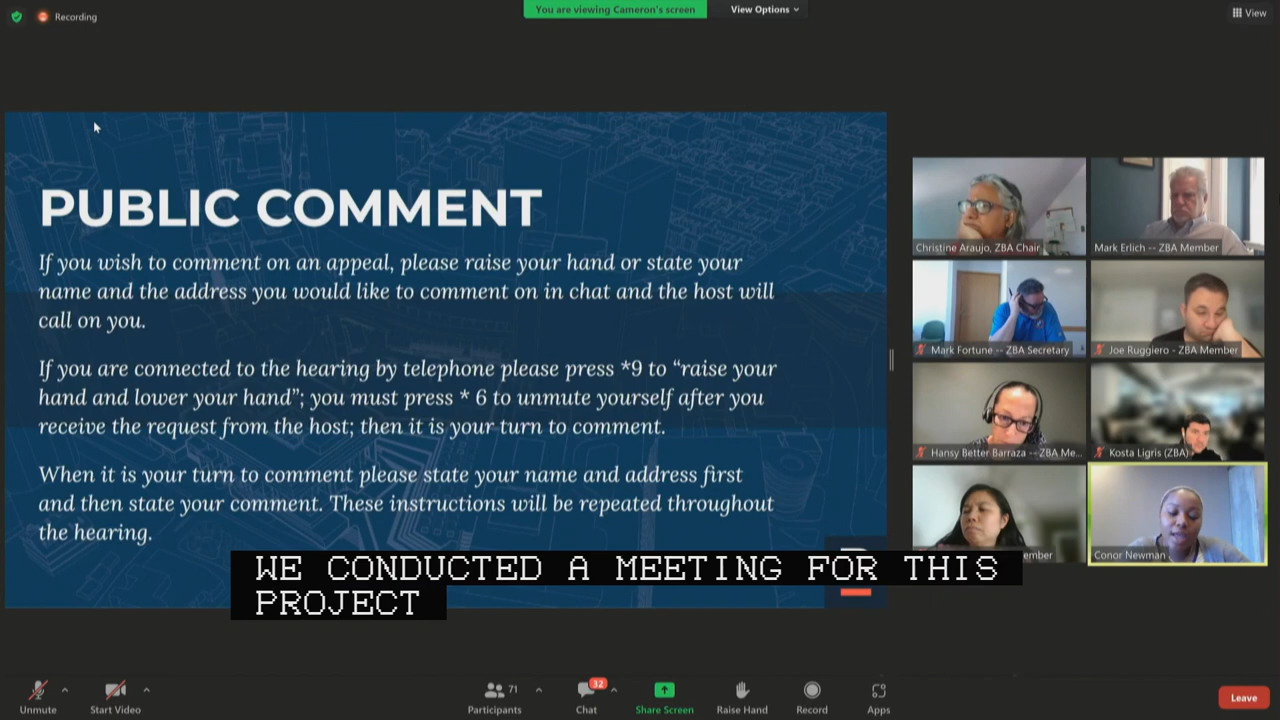 Recording
You are viewing Cameron's screen
View Options
View
PUBLIC COMMENT
If you wish to comment on an appeal, please raise your hand or state your
name and the address you would like to comment on in chat and the host will
call on you.
If you are connected to the hearing by telephone please press *9 to “raise your
hand and lower your hand”; you must press * 6 to unmute yourself after you
receive the request from the host; then it is your turn to comment.
When it is your turn to comment please state your name and address first
and then state your comment. These instructions will be repeated throughout
the hearing.
WE CONDUCTED A MEETING FOR THIS
PROJECT
Christine Araujo, ZBA Chair
Mark Erlich -- ZBA Member
Mark Fortune -- ZBA Secretary
Joe Ruggiero - ZBA Member
Hansy Better Barraza -- ZBA Me...
Kosta Ligris (ZBA)
Conor Newman
Unmute
Start Video
Participants
71
Chat
32
Share Screen
Raise Hand
Record
Apps
Leave